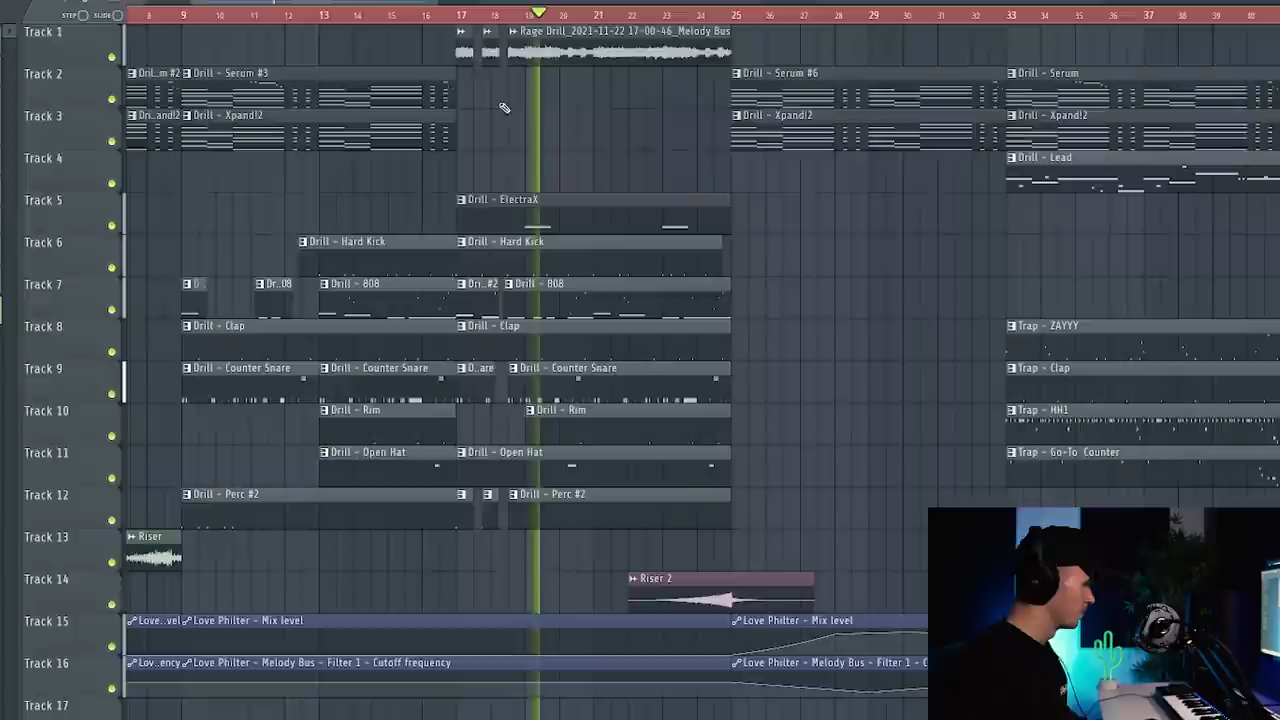 STEP SLIDE
8 9 10 11 12 13 14 15 16 17 18 19 20 21 22 23 24 25 26 27 28 29 30 31 32 33 34 35 36 37 38 39 40
Track 1 Rage Drill_2021-11-22 17-00-46_Melody Bus
Track 2 Dril..m #2 Drill - Serum #3 Drill - Serum #6 Drill - Serum
Track 3 Dri..and!2 Drill - Xpand!2 Drill - Xpand!2 Drill - Xpand!2
Track 4 Drill - Lead
Track 5 Drill - ElectraX
Track 6 Drill - Hard Kick Drill - Hard Kick
Track 7 D.. Dr..08 Drill - 808 Dri..#2 Drill - 808
Track 8 Drill - Clap Drill - Clap Trap - ZAYYY
Track 9 Drill - Counter Snare Drill - Counter Snare D..are Drill - Counter Snare Trap - Clap
Track 10 Drill - Rim Drill - Rim Trap - HH1
Track 11 Drill - Open Hat Drill - Open Hat Trap - Go-To Counter
Track 12 Drill - Perc #2 Drill - Perc #2
Track 13 Riser
Track 14 Riser 2
Track 15 Love..vel Love Philter - Mix level Love Philter - Mix level
Track 16 Lov..ency Love Philter - Melody Bus - Filter 1 - Cutoff frequency Love Philter - Melody Bus - Filter 1 - C
Track 17